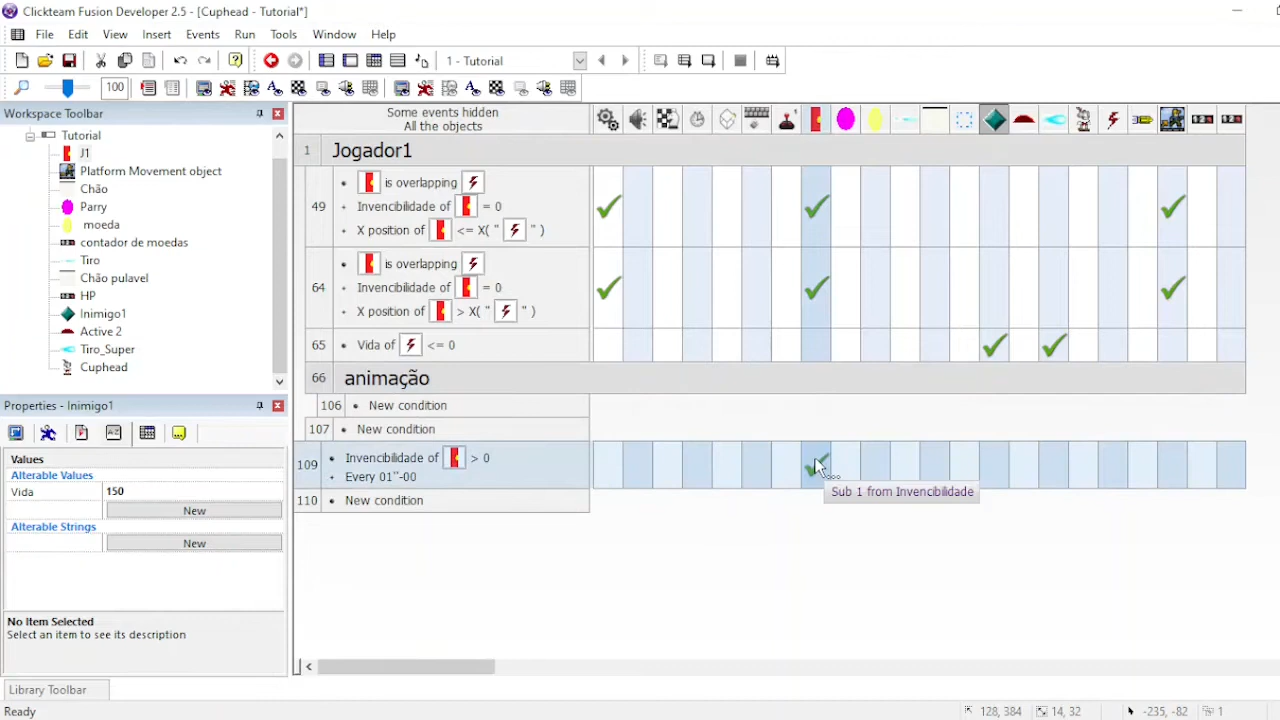 Clickteam Fusion Developer 2.5 - [Cuphead - Tutorial*]
File Edit View Insert Events Run Tools Window Help
1 - Tutorial
100
Workspace Toolbar
Tutorial
J1
Platform Movement object
Chão
Parry
moeda
contador de moedas
Tiro
Chão pulavel
HP
Inimigo1
Active 2
Tiro_Super
Cuphead
Properties - Inimigo1
Values
Alterable Values
Vida 150
New
Alterable Strings
New
No Item Selected
Select an item to see its description
Library Toolbar
Ready
Some events hidden
All the objects
1 Jogador1
49
• is overlapping
+ Invencibilidade of = 0
+ X position of <= X( " " )
64
• is overlapping
+ Invencibilidade of = 0
+ X position of > X( " " )
65 • Vida of <= 0
66 animação
106 • New condition
107 • New condition
109
• Invencibilidade of > 0
+ Every 01"-00
Sub 1 from Invencibilidade
110 • New condition
128, 384 14, 32 -235, -82 1